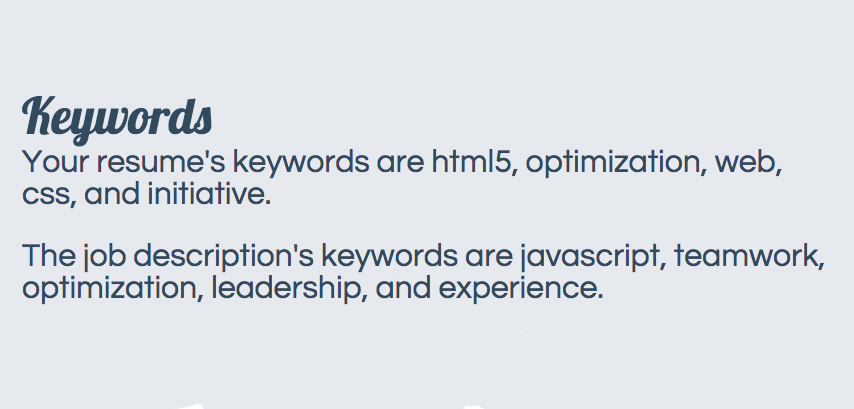 Keywords
Your resume's keywords are html5, optimization, web,
css, and initiative.
The job description's keywords are javascript, teamwork,
optimization, leadership, and experience.